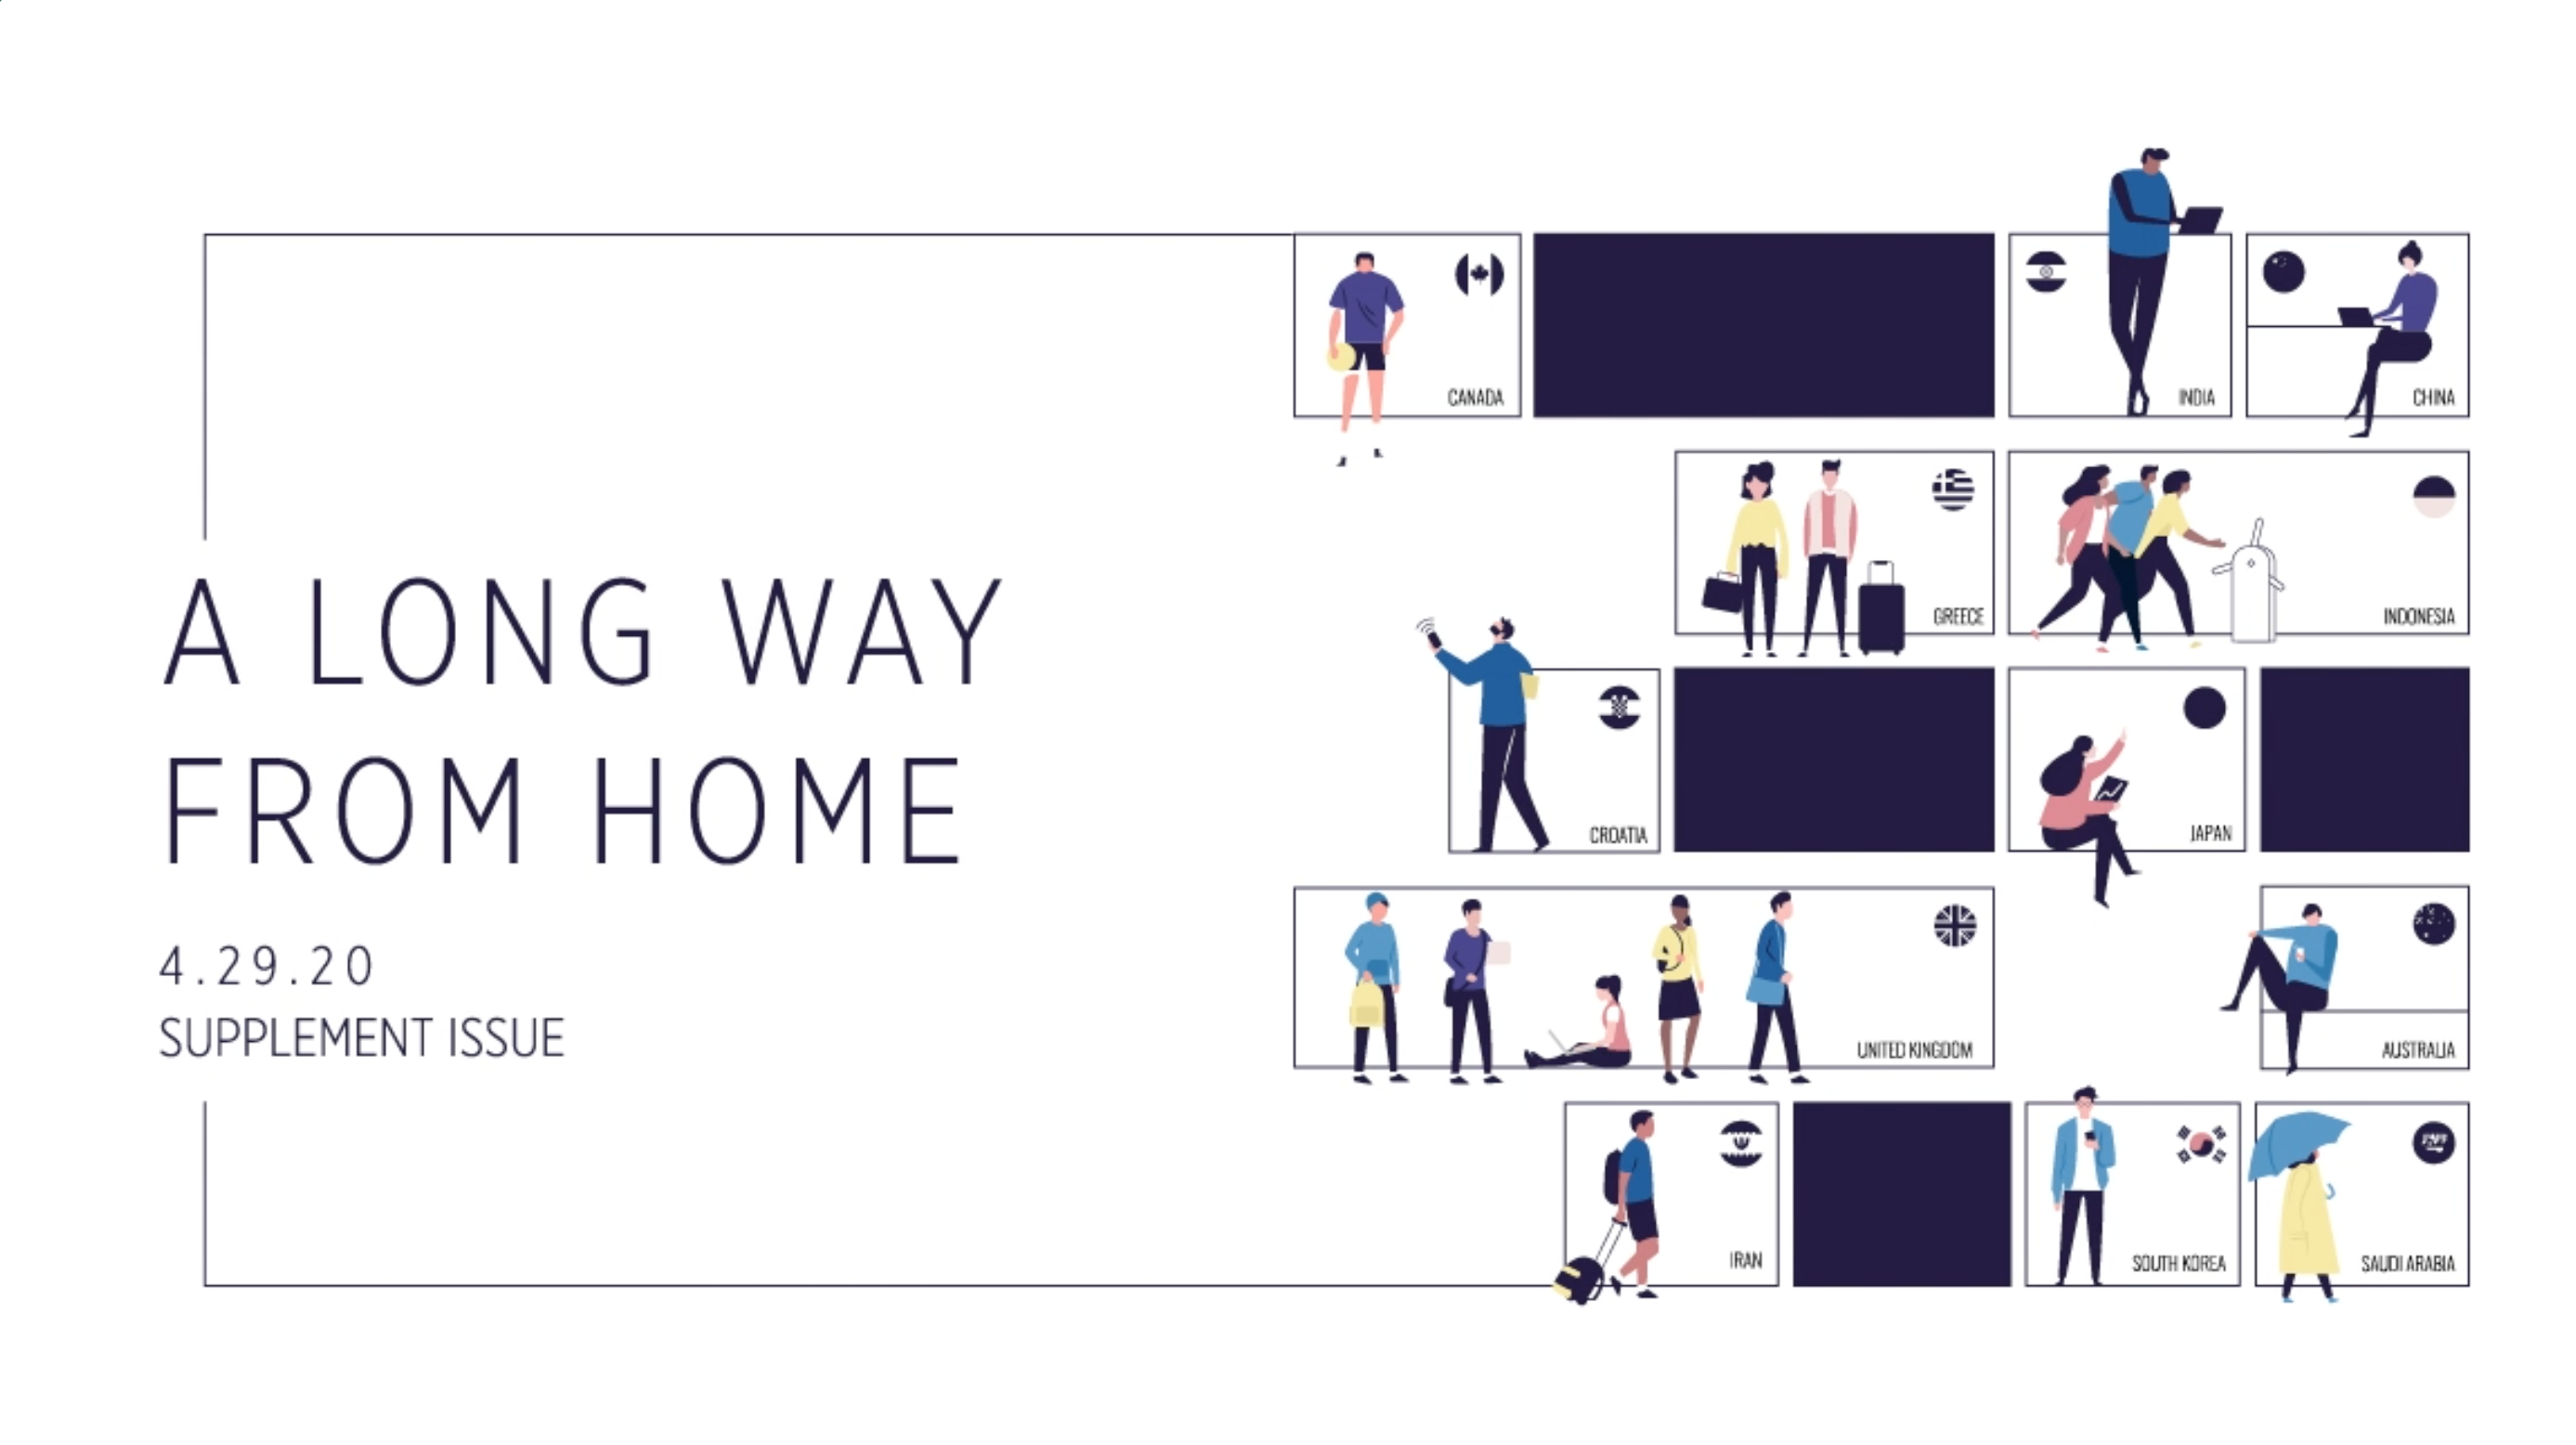 A LONG WAY
FROM HOME
4.29.20
SUPPLEMENT ISSUE
CANADA
INDIA
CHINA
GREECE
INDONESIA
CROATIA
JAPAN
UNITED KINGDOM
AUSTRALIA
IRAN
SOUTH KOREA
SAUDI ARABIA